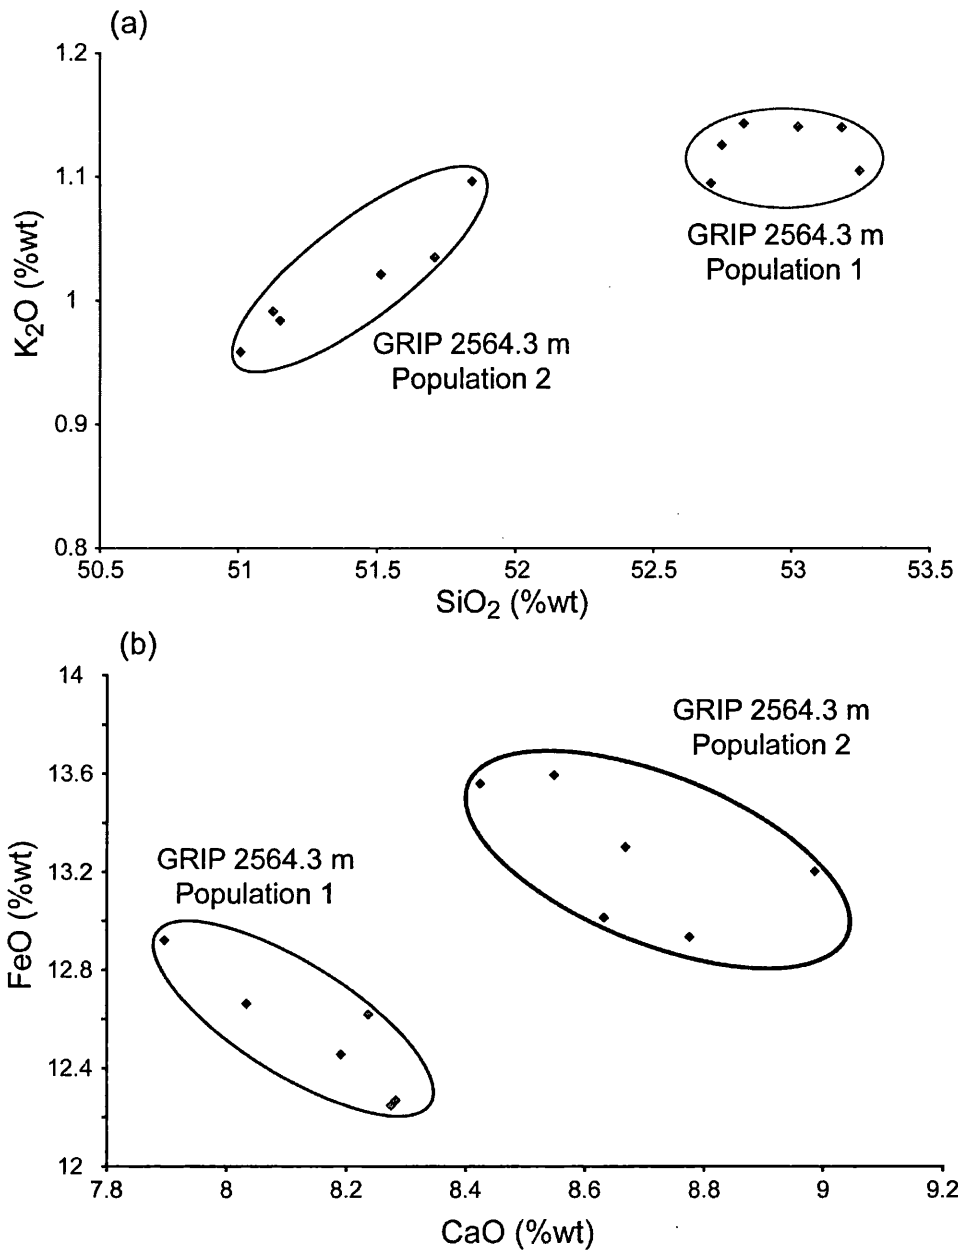 (a)
1.2
1.1
1
0.9
0.8
K₂O (%wt)
GRIP 2564.3 m
Population 1
GRIP 2564.3 m
Population 2
50.5 51 51.5 52 52.5 53 53.5
SiO₂ (%wt)
(b)
14
13.6
13.2
12.8
12.4
12
FeO (%wt)
GRIP 2564.3 m
Population 2
GRIP 2564.3 m
Population 1
7.8 8 8.2 8.4 8.6 8.8 9 9.2
CaO (%wt)